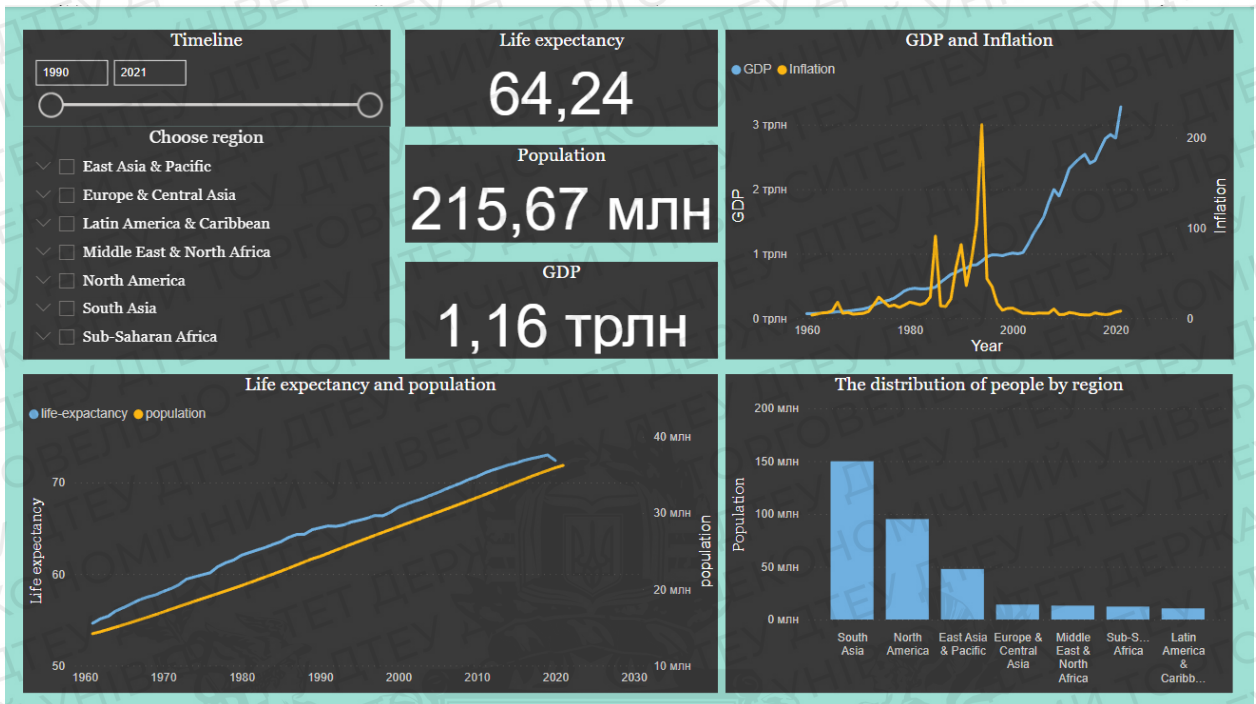 Timeline
1990
2021
Choose region
East Asia & Pacific
Europe & Central Asia
Latin America & Caribbean
Middle East & North Africa
North America
South Asia
Sub-Saharan Africa
Life expectancy
64,24
Population
215,67 млн
GDP
1,16 трлн
GDP and Inflation
GDP Inflation
3 трлн
2 трлн
1 трлн
0 трлн
GDP
200
100
0
Inflation
1960 1980 2000 2020
Year
Life expectancy and population
life-expactancy population
70
60
50
Life expectancy
40 млн
30 млн
20 млн
10 млн
population
1960 1970 1980 1990 2000 2010 2020 2030
The distribution of people by region
200 млн
150 млн
100 млн
50 млн
0 млн
Population
South
Asia
North
America
East Asia
& Pacific
Europe &
Central
Asia
Middle
East &
North
Africa
Sub-S...
Africa
Latin
America
&
Caribb...